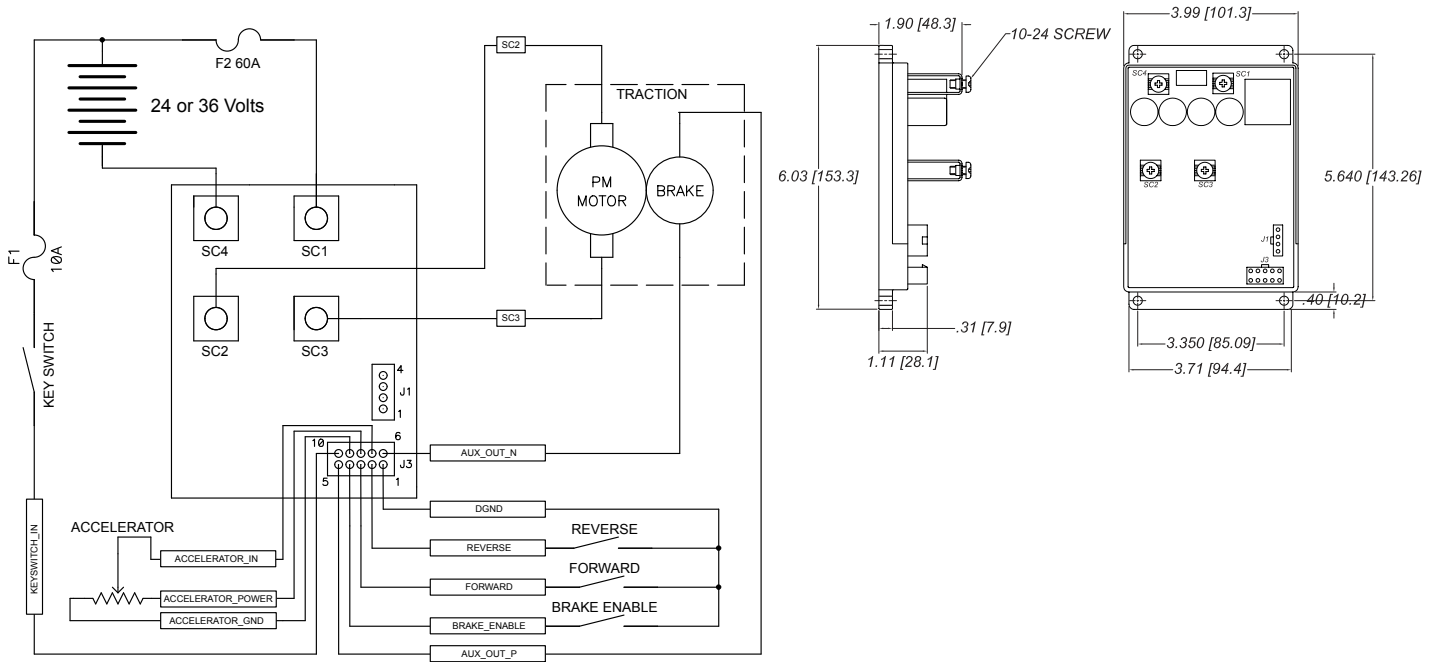 F2 60A
24 or 36 Volts
F1
10A
KEY SWITCH
KEYSWITCH_IN
SC4
SC1
SC2
SC3
SC2
SC3
TRACTION
PM
MOTOR
BRAKE
4
J1
1
10
6
J3
5
1
ACCELERATOR
ACCELERATOR_IN
ACCELERATOR_POWER
ACCELERATOR_GND
AUX_OUT_N
DGND
REVERSE
REVERSE
FORWARD
FORWARD
BRAKE ENABLE
BRAKE_ENABLE
AUX_OUT_P
1.90 [48.3]
10-24 SCREW
6.03 [153.3]
.31 [7.9]
1.11 [28.1]
3.99 [101.3]
SC4
SC1
SC2
SC3
J1
J3
5.640 [143.26]
.40 [10.2]
3.350 [85.09]
3.71 [94.4]